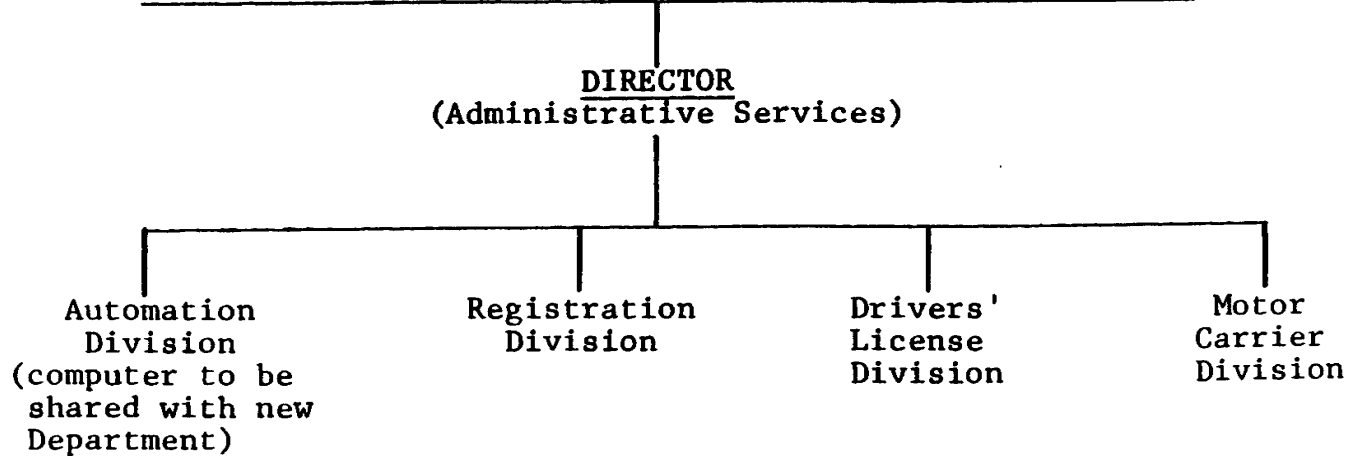 DIRECTOR
(Administrative Services)
Automation
Division
(computer to be
shared with new
Department)
Registration
Division
Drivers'
License
Division
Motor
Carrier
Division